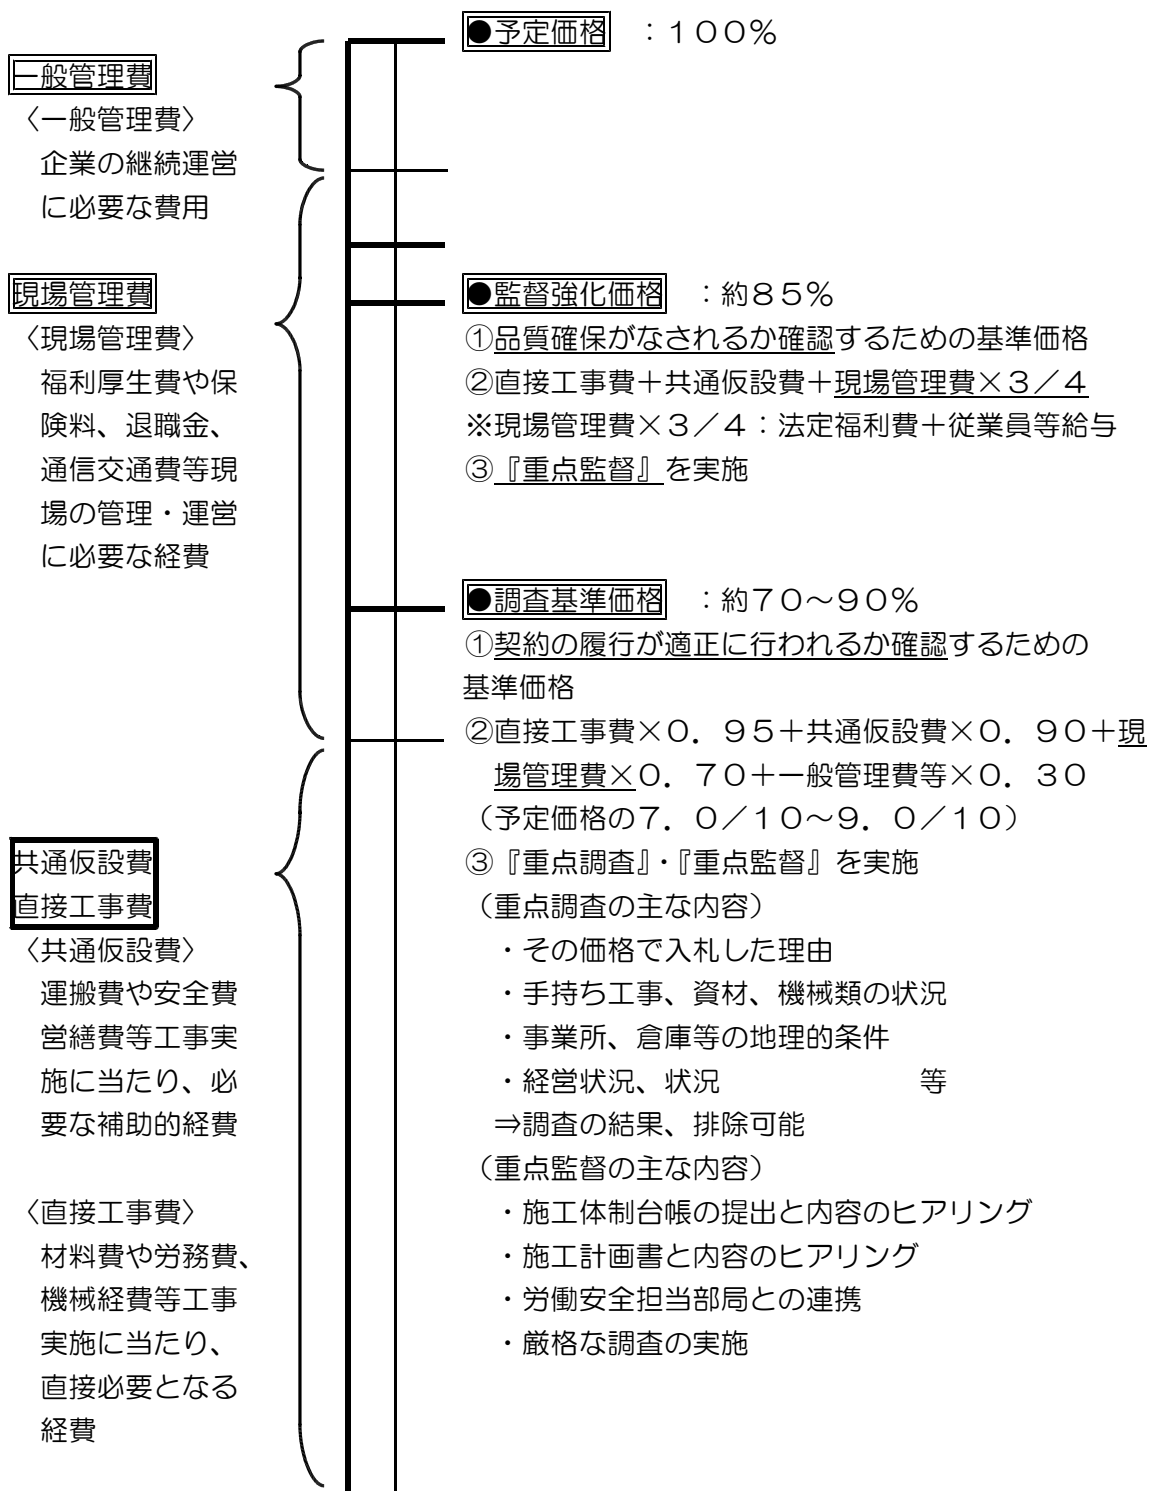 一般管理費
〈一般管理費〉
企業の継続運営
に必要な費用
現場管理費
〈現場管理費〉
福利厚生費や保
険料、退職金、
通信交通費等現
場の管理・運営
に必要な経費
共通仮設費
直接工事費
〈共通仮設費〉
運搬費や安全費
営繕費等工事実
施に当たり、必
要な補助的経費
〈直接工事費〉
材料費や労務費、
機械経費等工事
実施に当たり、
直接必要となる
経費
●予定価格　：１００％
●監督強化価格　：約８５％
①品質確保がなされるか確認するための基準価格
②直接工事費＋共通仮設費＋現場管理費×３／４
※現場管理費×３／４：法定福利費＋従業員等給与
③『重点監督』を実施
●調査基準価格　：約７０～９０％
①契約の履行が適正に行われるか確認するための
基準価格
②直接工事費×０．９５＋共通仮設費×０．９０＋現
場管理費×０．７０＋一般管理費等×０．３０
（予定価格の７．０／１０～９．０／１０）
③『重点調査』・『重点監督』を実施
（重点調査の主な内容）
・その価格で入札した理由
・手持ち工事、資材、機械類の状況
・事業所、倉庫等の地理的条件
・経営状況、状況　　　　　　　等
⇒調査の結果、排除可能
（重点監督の主な内容）
・施工体制台帳の提出と内容のヒアリング
・施工計画書と内容のヒアリング
・労働安全担当部局との連携
・厳格な調査の実施